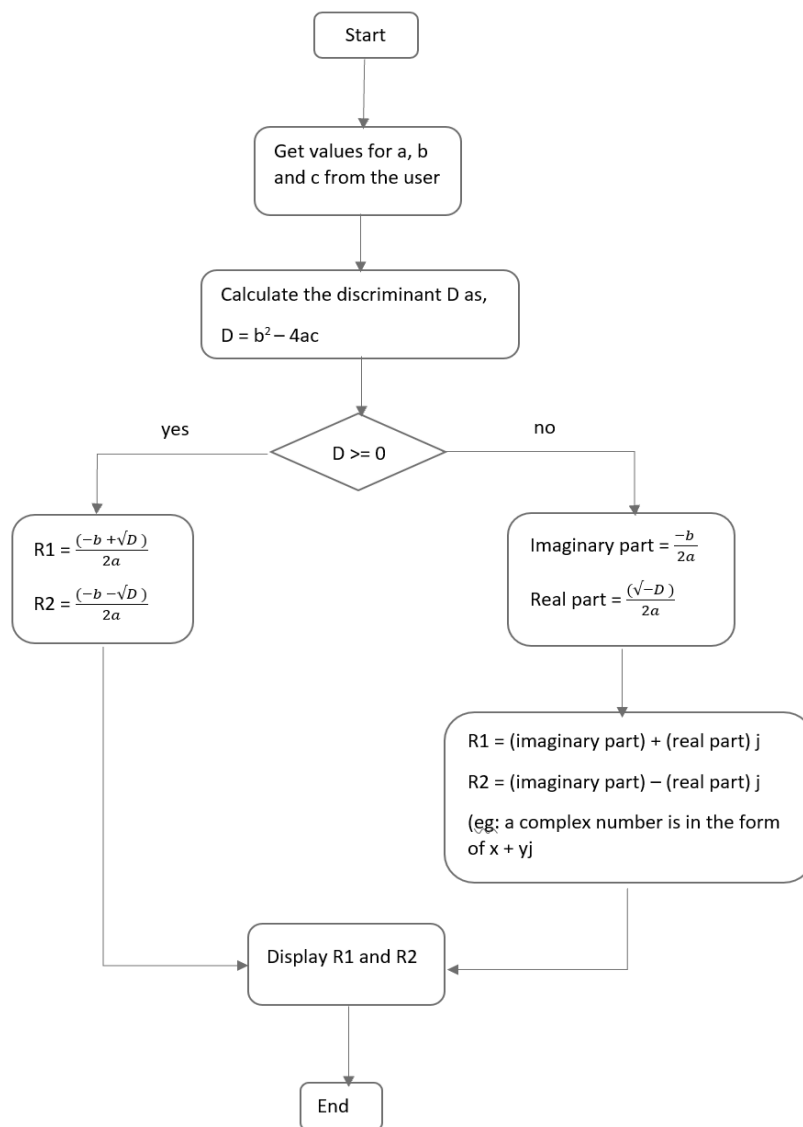 Start
Get values for a, b
and c from the user
Calculate the discriminant D as,
D = b² – 4ac
D >= 0
yes
no
R1 = (-b +√D )/2a
R2 = (-b -√D )/2a
Imaginary part = -b/2a
Real part = (√-D )/2a
R1 = (imaginary part) + (real part) j
R2 = (imaginary part) – (real part) j
(eg: a complex number is in the form
of x + yj
Display R1 and R2
End